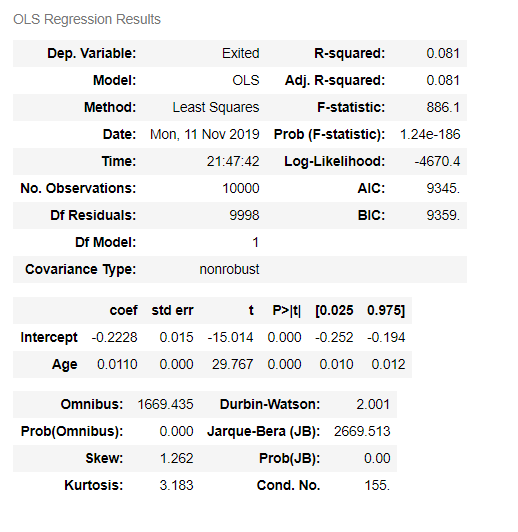 OLS Regression Results
Dep. Variable: Exited R-squared: 0.081
Model: OLS Adj. R-squared: 0.081
Method: Least Squares F-statistic: 886.1
Date: Mon, 11 Nov 2019 Prob (F-statistic): 1.24e-186
Time: 21:47:42 Log-Likelihood: -4670.4
No. Observations: 10000 AIC: 9345.
Df Residuals: 9998 BIC: 9359.
Df Model: 1
Covariance Type: nonrobust
coef std err t P>|t| [0.025 0.975]
Intercept -0.2228 0.015 -15.014 0.000 -0.252 -0.194
Age 0.0110 0.000 29.767 0.000 0.010 0.012
Omnibus: 1669.435 Durbin-Watson: 2.001
Prob(Omnibus): 0.000 Jarque-Bera (JB): 2669.513
Skew: 1.262 Prob(JB): 0.00
Kurtosis: 3.183 Cond. No. 155.